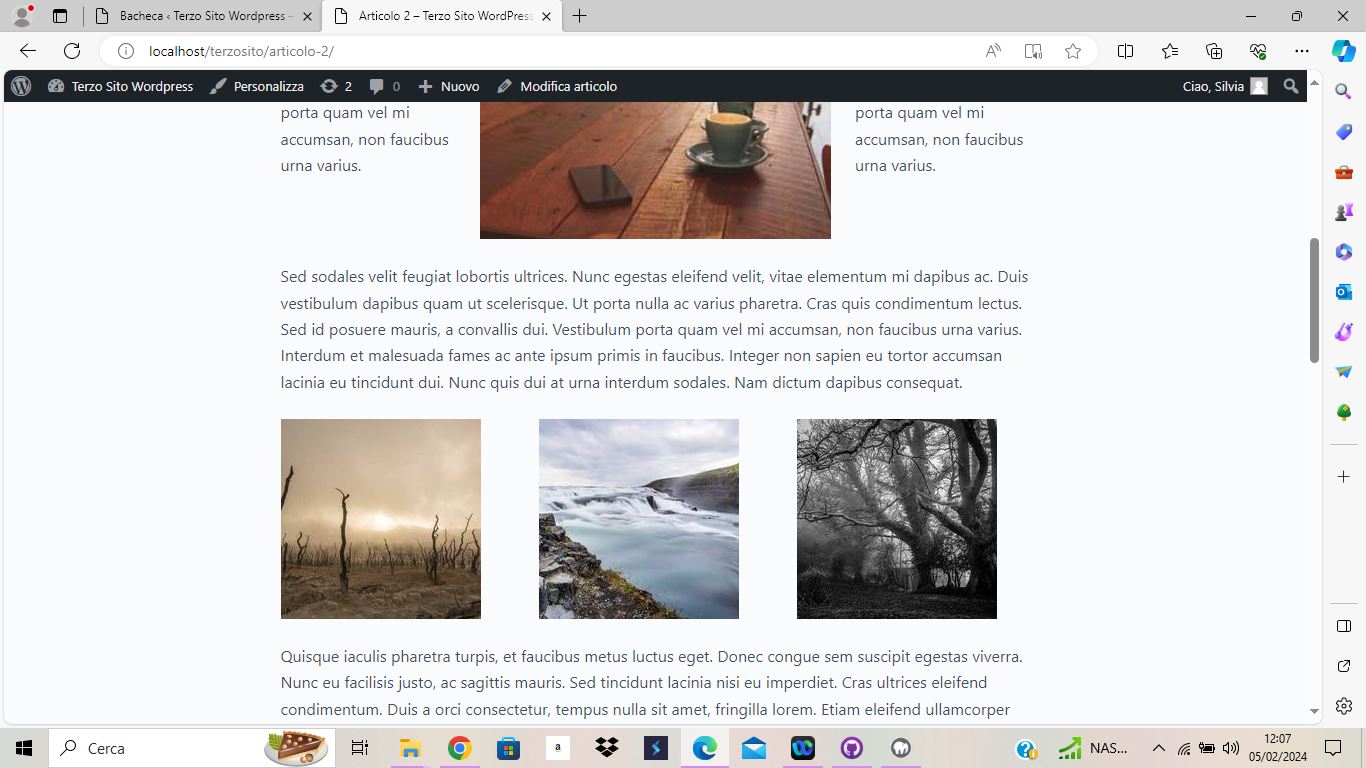 Bacheca ‹ Terzo Sito Wordpress –
Articolo 2 – Terzo Sito WordPress
localhost/terzosito/articolo-2/
Terzo Sito Wordpress
Personalizza
2
0
Nuovo
Modifica articolo
Ciao, Silvia
porta quam vel mi
accumsan, non faucibus
urna varius.
porta quam vel mi
accumsan, non faucibus
urna varius.
Sed sodales velit feugiat lobortis ultrices. Nunc egestas eleifend velit, vitae elementum mi dapibus ac. Duis
vestibulum dapibus quam ut scelerisque. Ut porta nulla ac varius pharetra. Cras quis condimentum lectus.
Sed id posuere mauris, a convallis dui. Vestibulum porta quam vel mi accumsan, non faucibus urna varius.
Interdum et malesuada fames ac ante ipsum primis in faucibus. Integer non sapien eu tortor accumsan
lacinia eu tincidunt dui. Nunc quis dui at urna interdum sodales. Nam dictum dapibus consequat.
Quisque iaculis pharetra turpis, et faucibus metus luctus eget. Donec congue sem suscipit egestas viverra.
Nunc eu facilisis justo, ac sagittis mauris. Sed tincidunt lacinia nisi eu imperdiet. Cras ultrices eleifend
condimentum. Duis a orci consectetur, tempus nulla sit amet, fringilla lorem. Etiam eleifend ullamcorper
Cerca
a
NAS...
12:07
05/02/2024